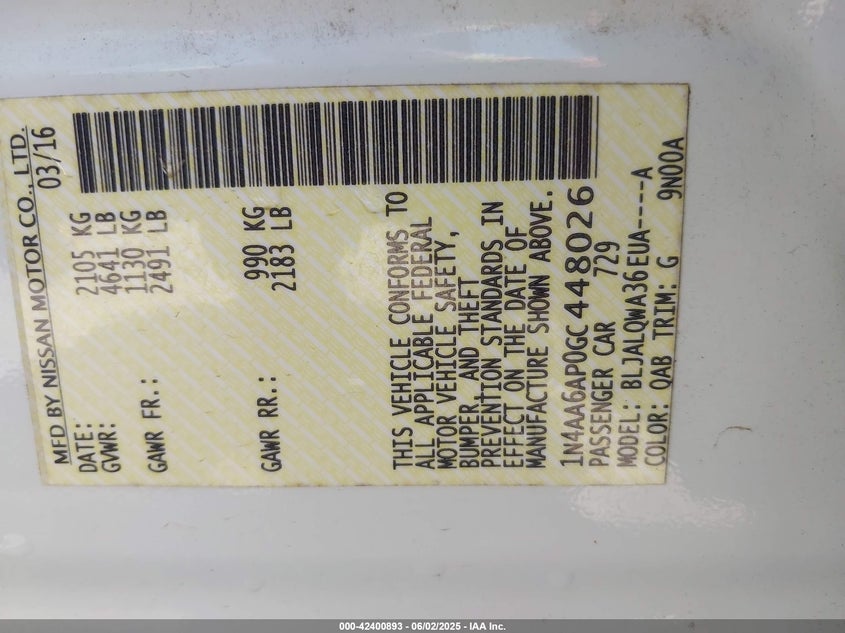 MFD BY NISSAN MOTOR CO., LTD.
DATE: 03/16
GVWR: 2105 KG
4641 LB
GAWR FR.: 1130 KG
2491 LB
GAWR RR.: 990 KG
2183 LB
THIS VEHICLE CONFORMS TO
ALL APPLICABLE FEDERAL
MOTOR VEHICLE SAFETY,
BUMPER, AND THEFT
PREVENTION STANDARDS IN
EFFECT ON THE DATE OF
MANUFACTURE SHOWN ABOVE.
1N4AA6AP0GC448026
PASSENGER CAR 729
MODEL: BLJALQWA36EUA----A
COLOR: QAB TRIM: G 9N00A
000-42400893 - 06/02/2025 - IAA Inc.